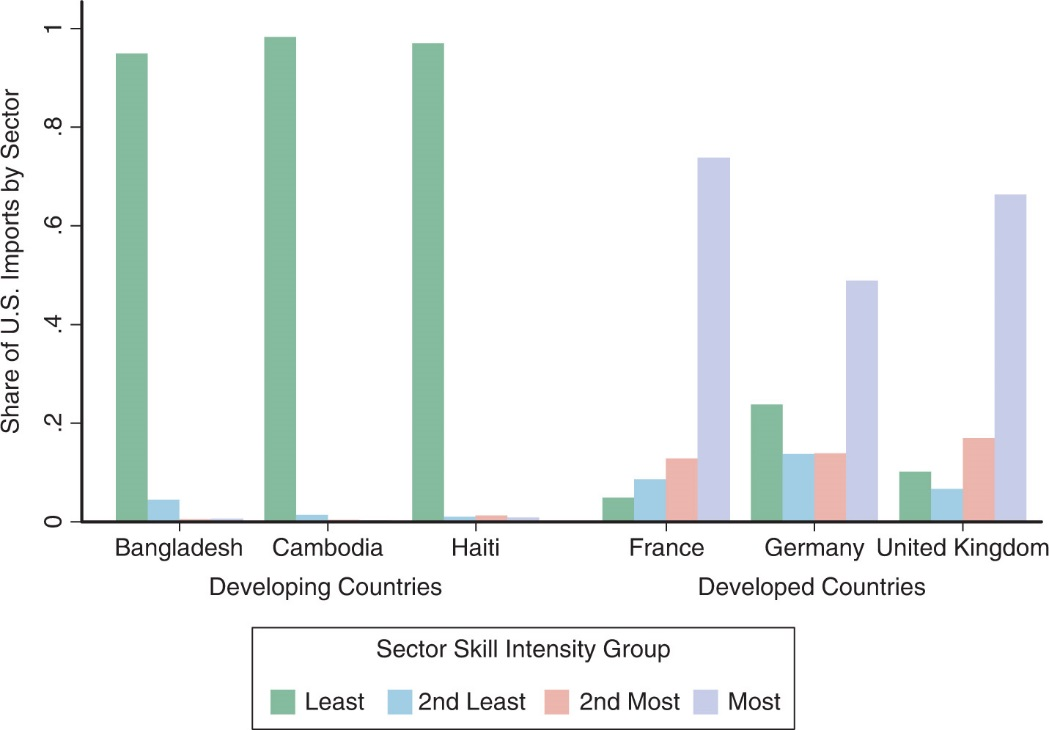 Share of U.S. Imports by Sector
1
.8
.6
.4
.2
0
Bangladesh Cambodia Haiti France Germany United Kingdom
Developing Countries Developed Countries
Sector Skill Intensity Group
Least 2nd Least 2nd Most Most